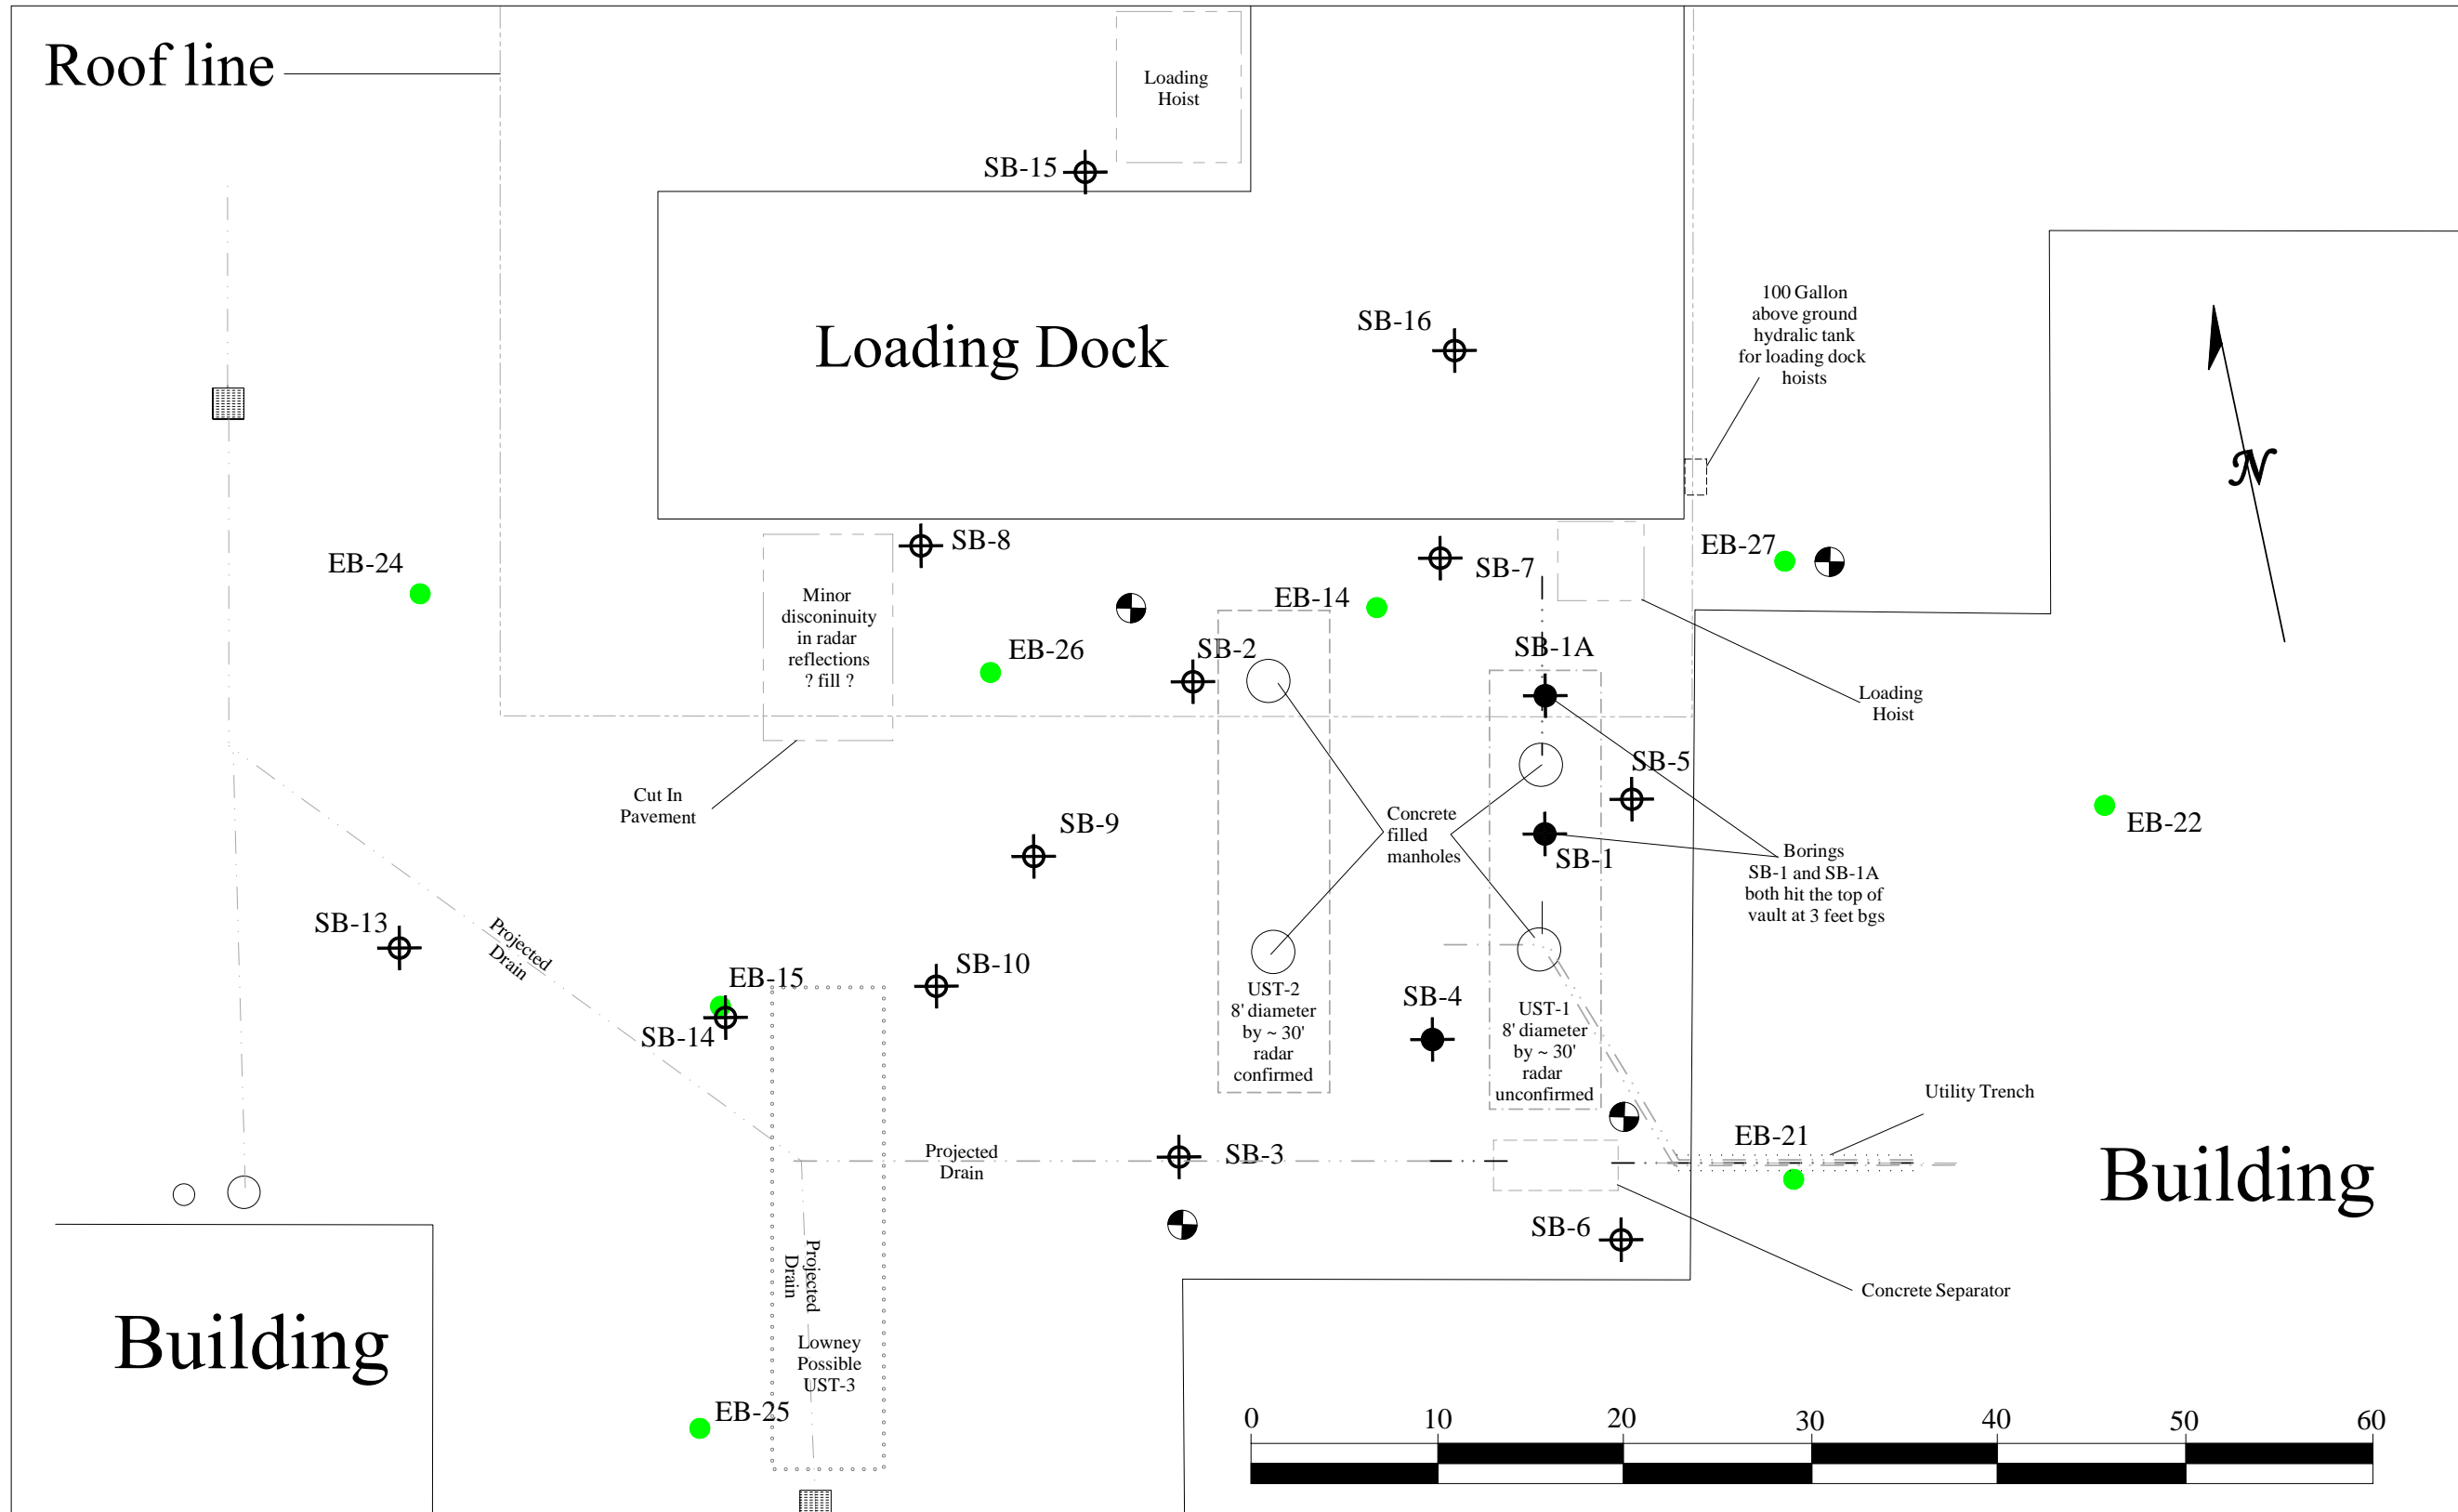 Roof line
Loading
Hoist
SB-15
Loading Dock
SB-16
100 Gallon
above ground
hydralic tank
for loading dock
hoists
N
SB-8
SB-7
EB-27
EB-24
EB-14
Minor
disconinuity
in radar
reflections
? fill ?
EB-26
SB-2
SB-1A
Loading
Hoist
Cut In
Pavement
SB-5
SB-9
Concrete
filled
manholes
SB-1
EB-22
Borings
SB-1 and SB-1A
both hit the top of
vault at 3 feet bgs
SB-13
Projected
Drain
EB-15
SB-14
SB-10
UST-2
8' diameter
by ~ 30'
radar
confirmed
SB-4
UST-1
8' diameter
by ~ 30'
radar
unconfirmed
Utility Trench
EB-21
Projected
Drain
SB-3
Building
SB-6
Projected
Drain
Concrete Separator
Building
Lowney
Possible
UST-3
EB-25
0 10 20 30 40 50 60